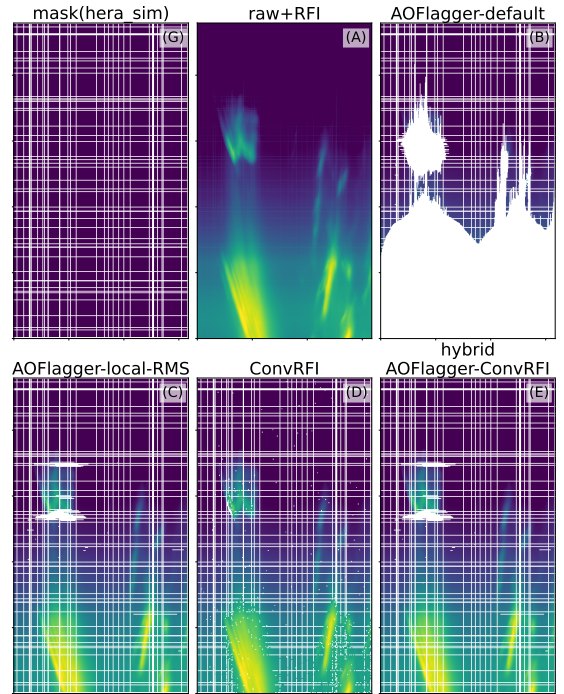 mask(hera_sim)
(G)
raw+RFI
(A)
AOFlagger-default
(B)
AOFlagger-local-RMS
(C)
ConvRFI
(D)
hybrid
AOFlagger-ConvRFI
(E)